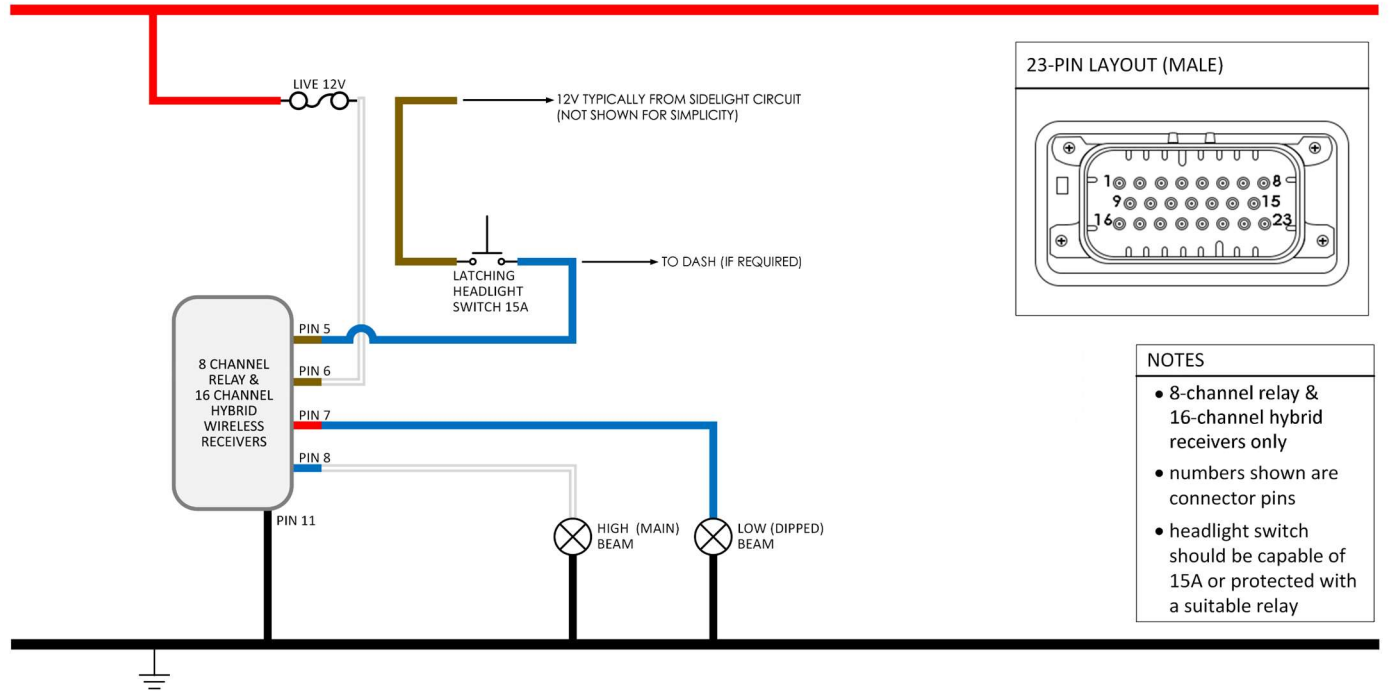 LIVE 12V
12V TYPICALLY FROM SIDELIGHT CIRCUIT
(NOT SHOWN FOR SIMPLICITY)
TO DASH (IF REQUIRED)
LATCHING
HEADLIGHT
SWITCH 15A
8 CHANNEL
RELAY &
16 CHANNEL
HYBRID
WIRELESS
RECEIVERS
PIN 5
PIN 6
PIN 7
PIN 8
PIN 11
HIGH (MAIN)
BEAM
LOW (DIPPED)
BEAM
23-PIN LAYOUT (MALE)
1 8
9 15
16 23
NOTES
• 8-channel relay &
16-channel hybrid
receivers only
• numbers shown are
connector pins
• headlight switch
should be capable of
15A or protected with
a suitable relay